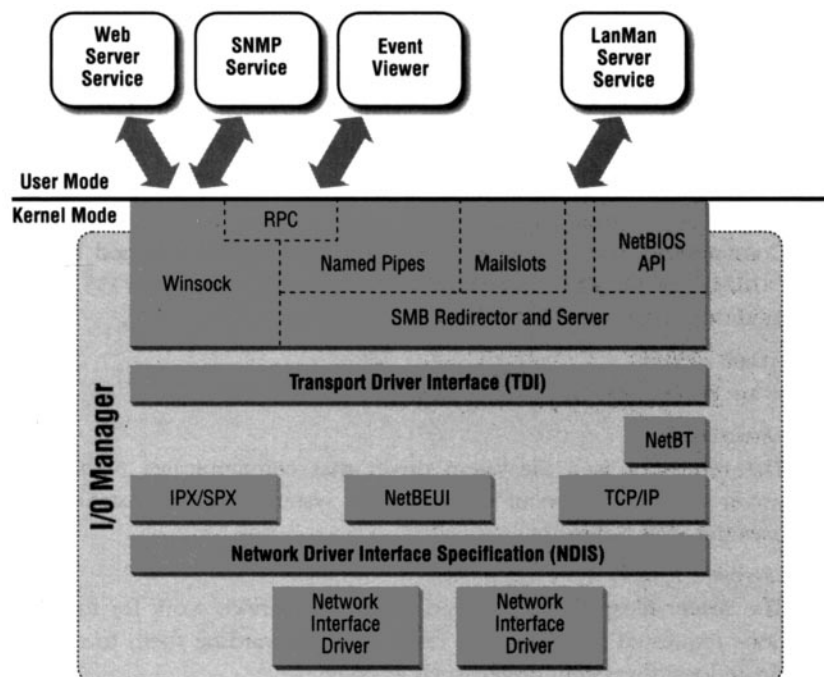 Web
Server
Service
SNMP
Service
Event
Viewer
LanMan
Server
Service
User Mode
Kernel Mode
RPC
Winsock
Named Pipes
Mailslots
NetBIOS
API
SMB Redirector and Server
Transport Driver Interface (TDI)
I/O Manager
NetBT
IPX/SPX
NetBEUI
TCP/IP
Network Driver Interface Specification (NDIS)
Network
Interface
Driver
Network
Interface
Driver